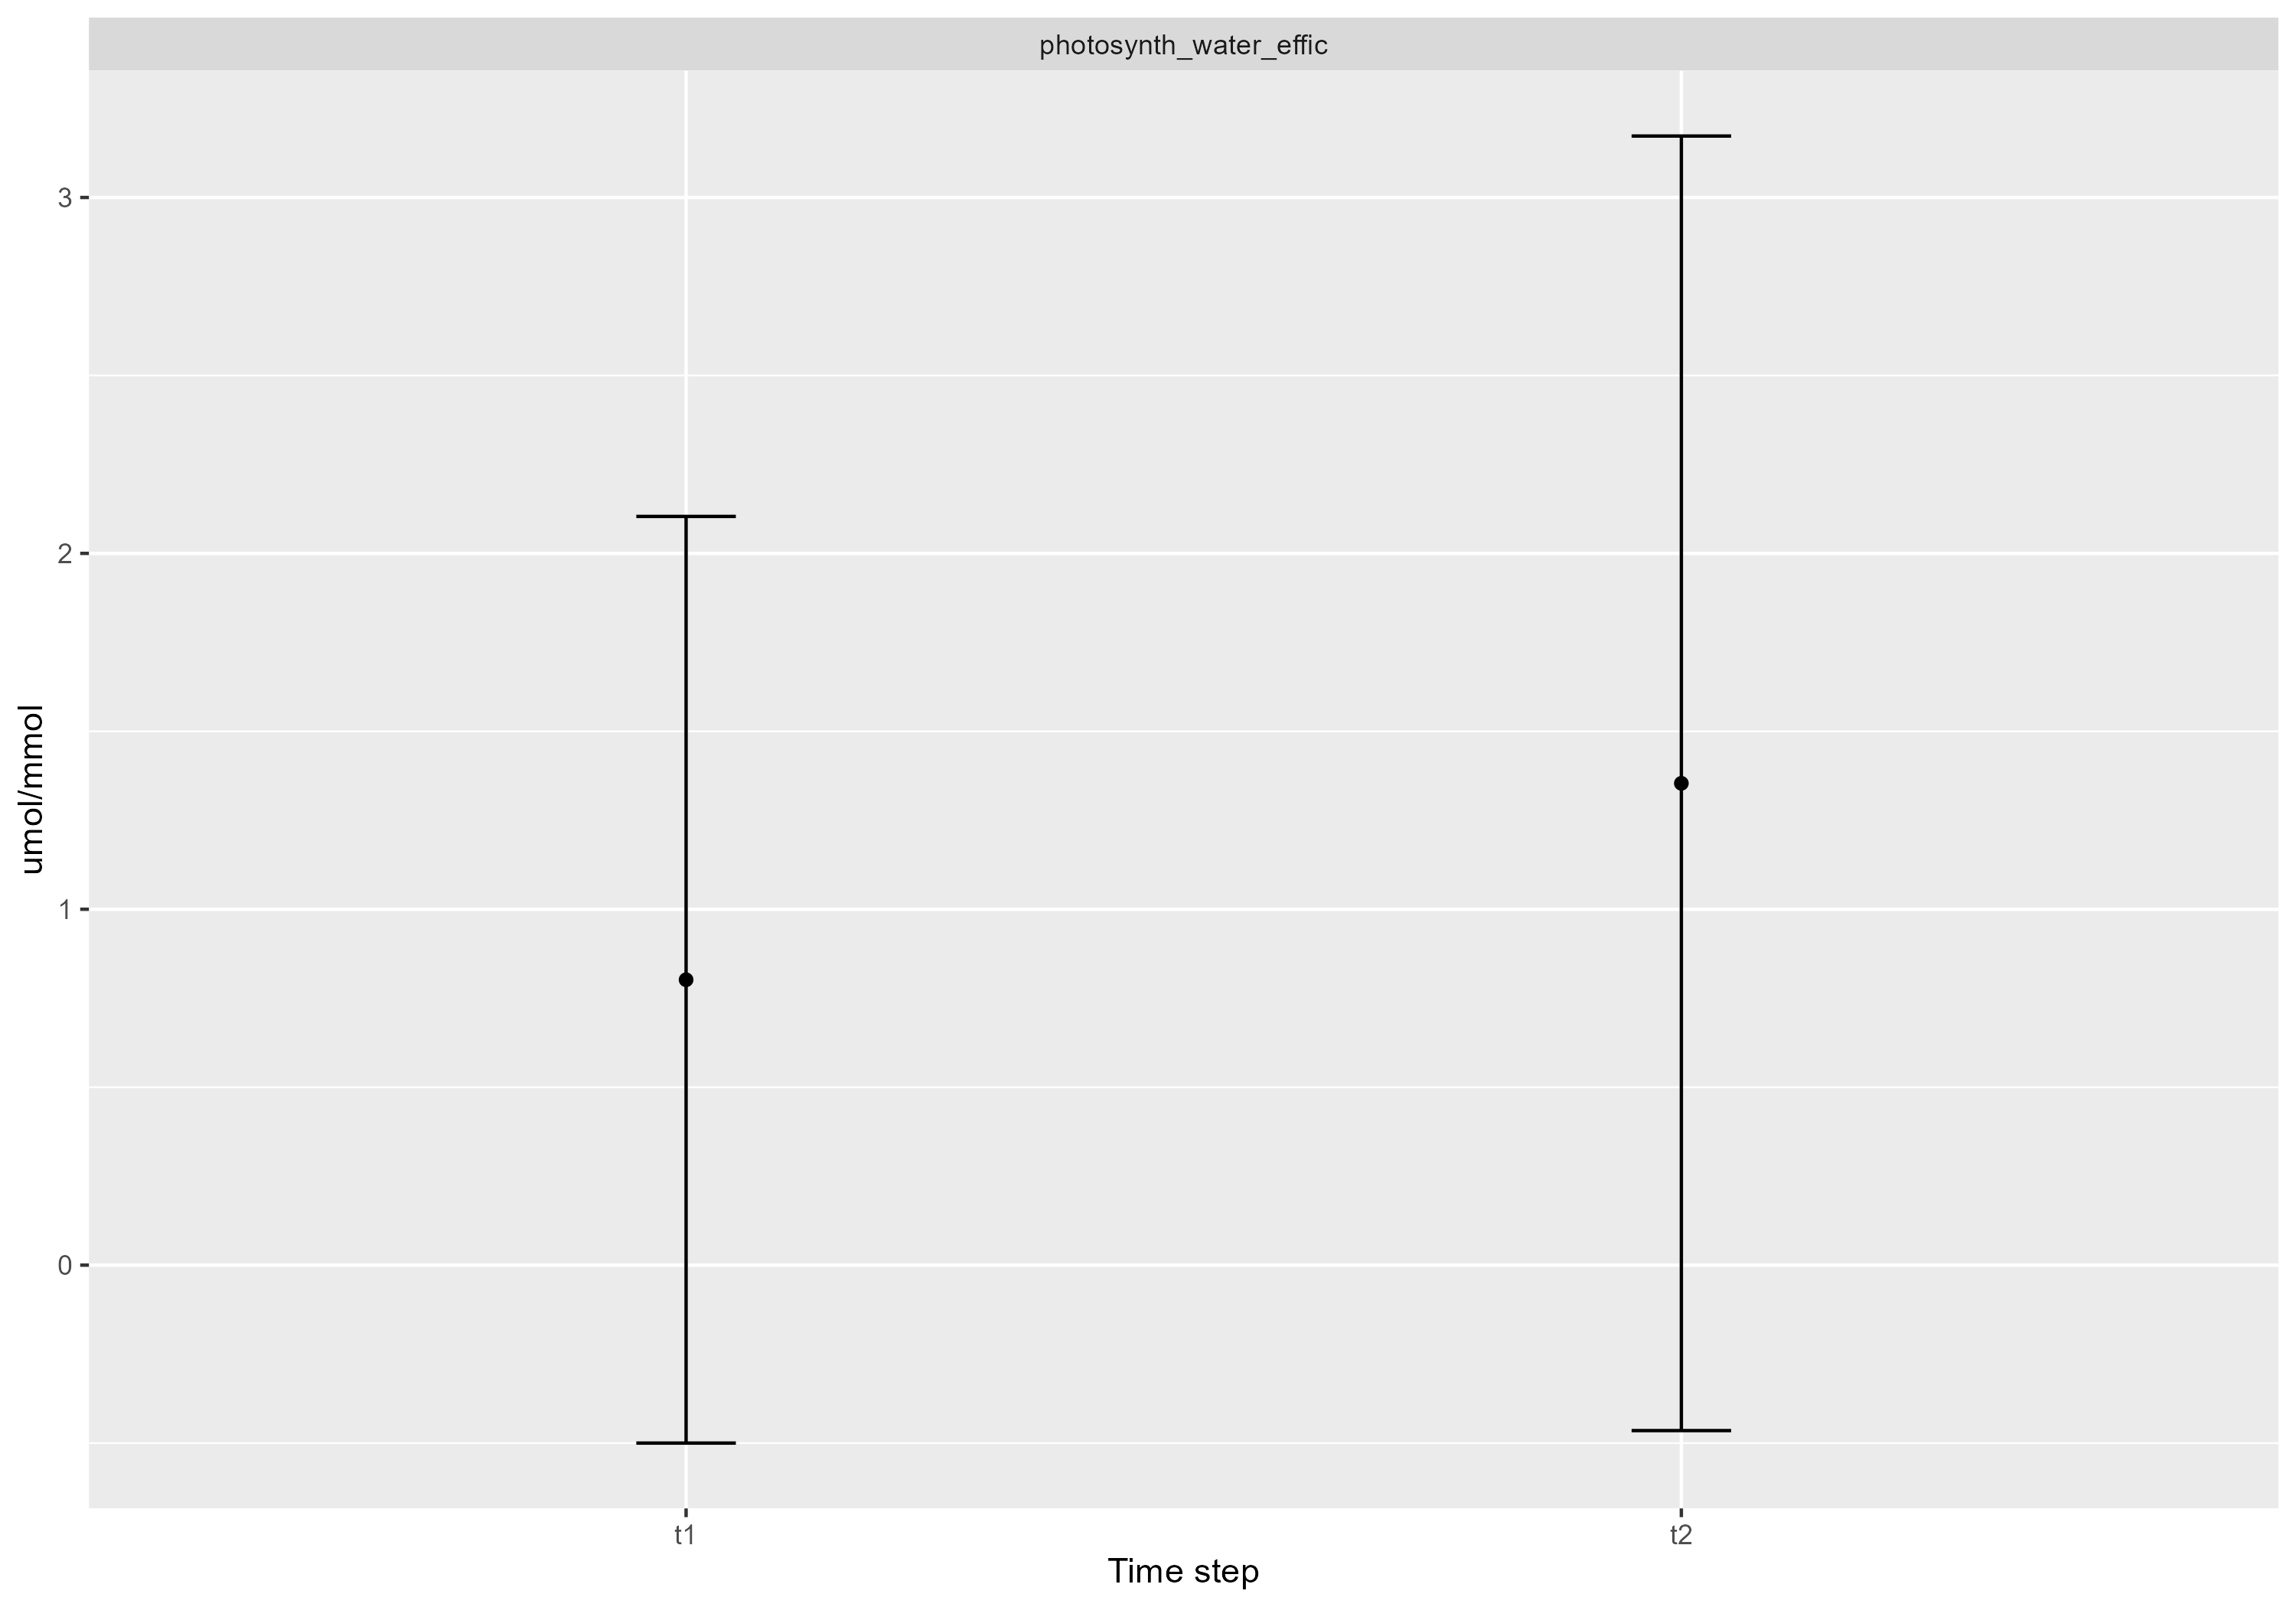 photosynth_water_effic
umol/mmol
3
2
1
0
t1
t2
Time step